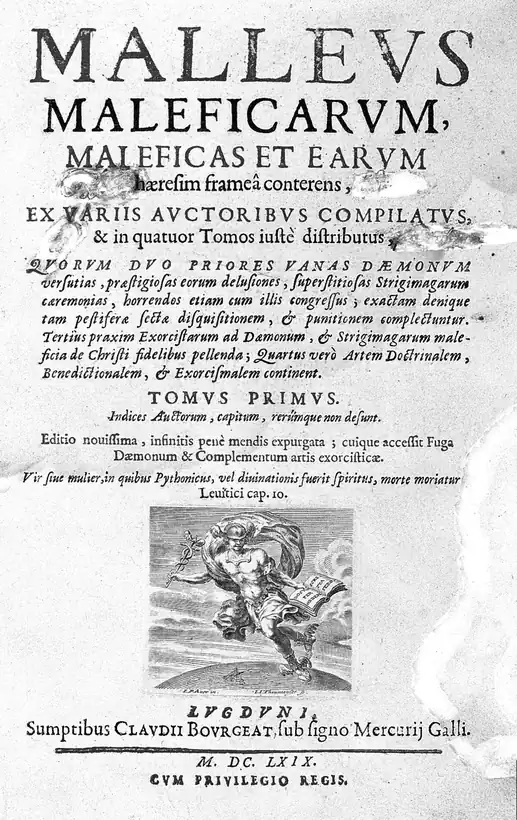 MALLEVS
MALEFICARVM,
MALEFICAS ET EARVM
hæresim frameâ conterens,
EX VARIIS AVCTORIBVS COMPILATVS,
& in quatuor Tomos iustè distributus,
QVORVM DVO PRIORES VANAS DÆMONVM
versutias, præstigiosas eorum delusiones, superstitiosas Strigimagarum
cæremonias, horrendos etiam cum illis congressus; exactam denique
tam pestiferæ sectæ disquisitionem, & punitionem complectuntur.
Tertius praxim Exorcistarum ad Dæmonum, & Strigimagarum male-
ficia de Christi fidelibus pellenda; Quartus verò Artem Doctrinalem,
Benedictionalem, & Exorcismalem continent.
TOMVS PRIMVS.
Indices Auctorum, capitum, rerúmque non desunt.
Editio nouissima, infinitis penè mendis expurgata; cuique accessit Fuga
Dæmonum & Complementum artis exorcisticæ.
Vir siue mulier, in quibus Pythonicus, vel diuinationis fuerit spiritus, morte moriatur
Leuitici cap. 10.
LVGDVNI,
Sumptibus CLAVDII BOVRGEAT, sub signo Mercurij Galli.
M. DC. LXIX.
CVM PRIVILEGIO REGIS.